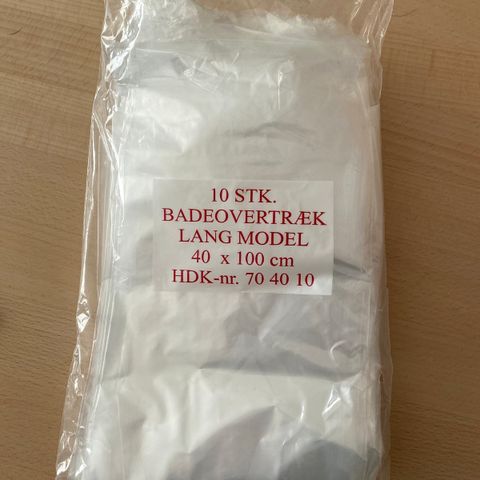 10 STK.
BADEOVERTRÆK
LANG MODEL
40 x 100 cm
HDK-nr. 70 40 10